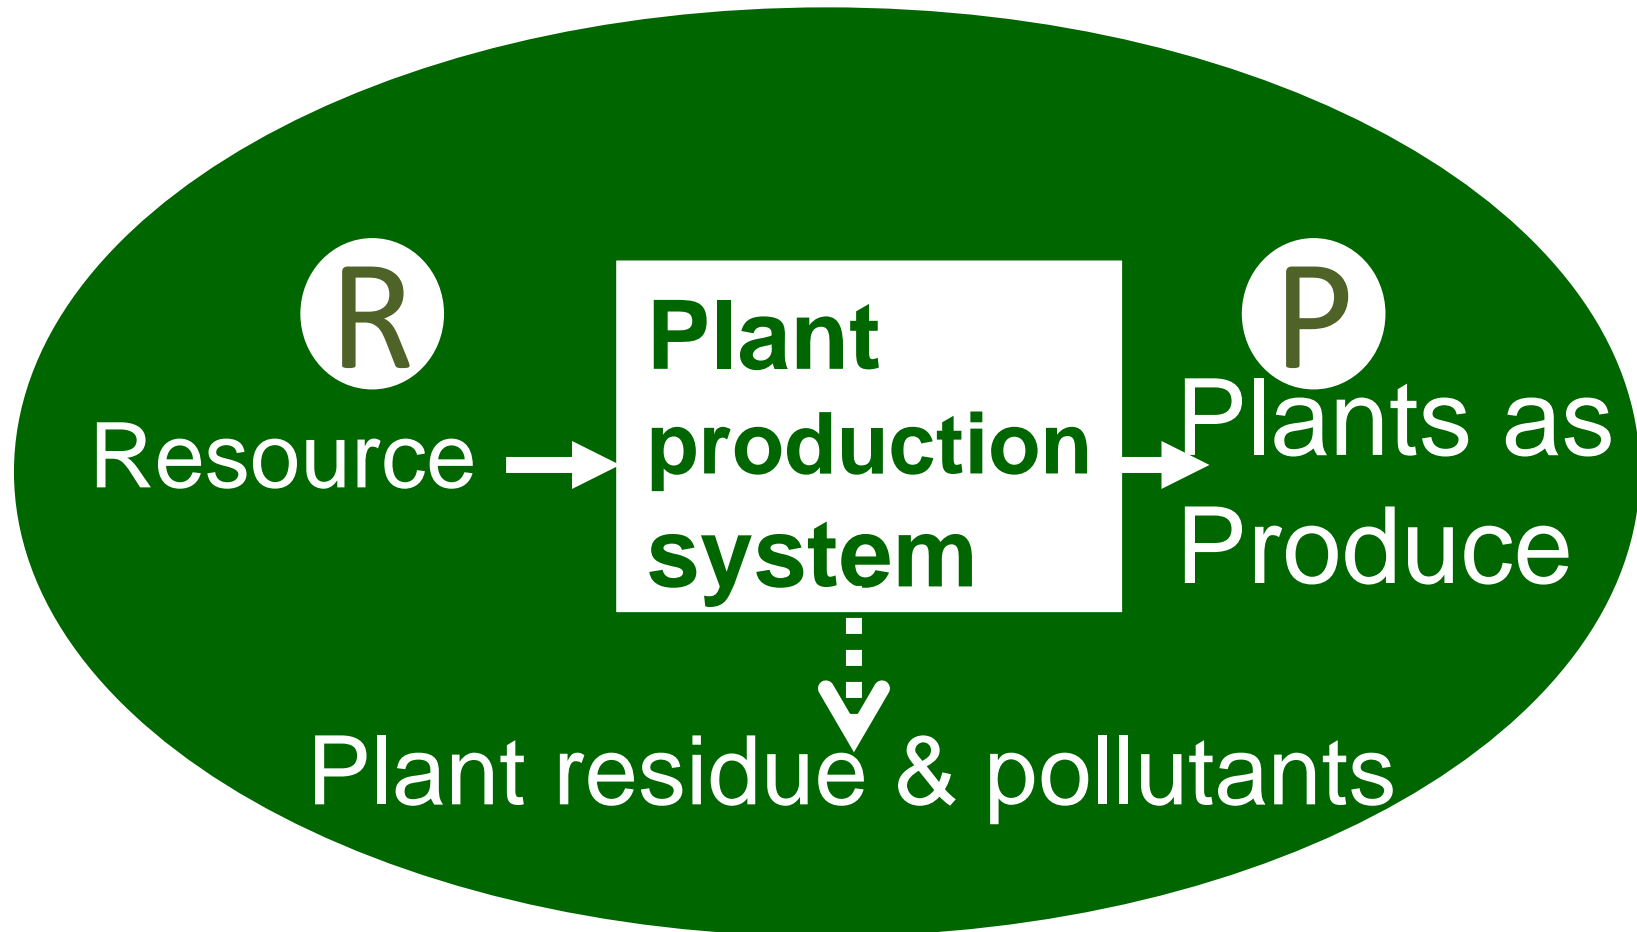 R
P
Resource
Plant
production
system
Plants as
Produce
Plant residue & pollutants